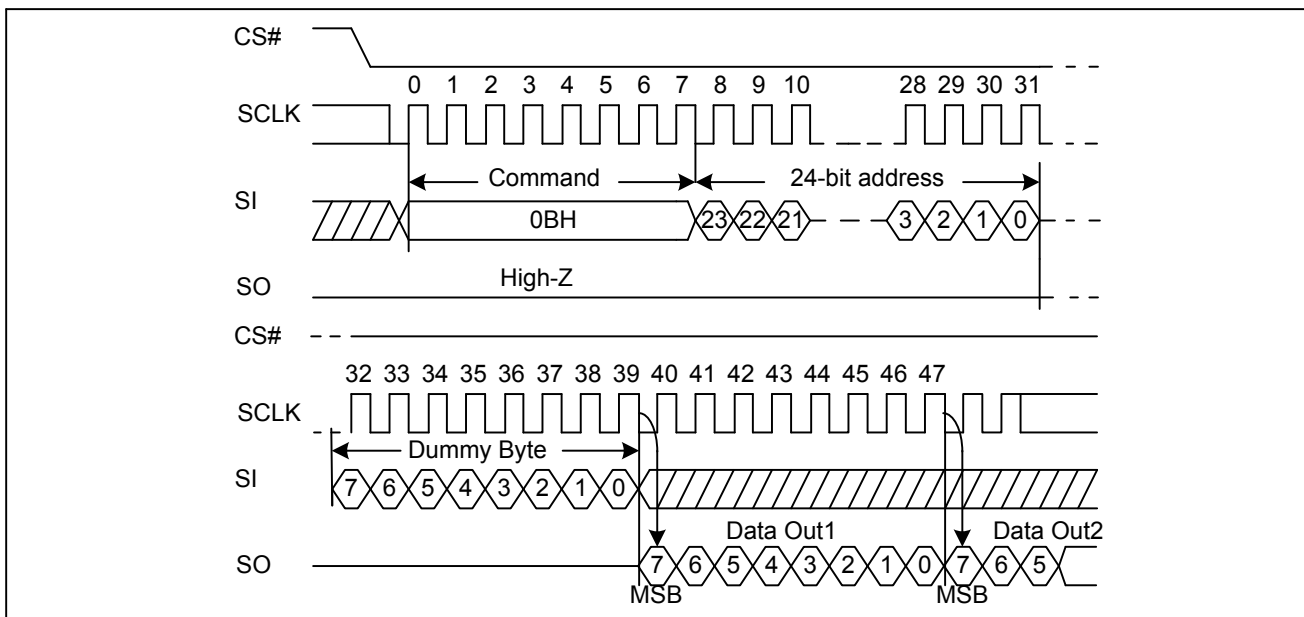 CS#
0 1 2 3 4 5 6 7 8 9 10 28 29 30 31
SCLK
Command 24-bit address
SI
0BH 23 22 21 3 2 1 0
High-Z
SO
CS#
32 33 34 35 36 37 38 39 40 41 42 43 44 45 46 47
SCLK
Dummy Byte
SI
7 6 5 4 3 2 1 0
Data Out1 Data Out2
SO
7 6 5 4 3 2 1 0 7 6 5
MSB MSB